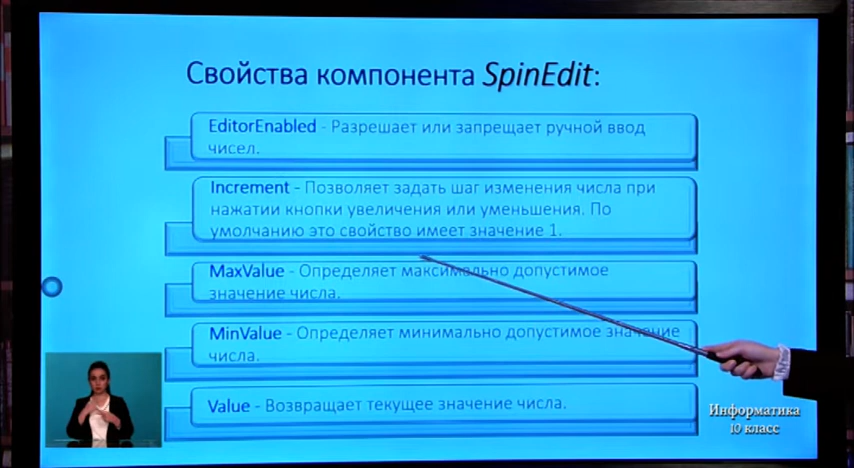 Свойства компонента SpinEdit:
EditorEnabled - Разрешает или запрещает ручной ввод
чисел.
Increment - Позволяет задать шаг изменения числа при
нажатии кнопки увеличения или уменьшения. По
умолчанию это свойство имеет значение 1.
MaxValue - Определяет максимально допустимое
значение числа.
MinValue - Определяет минимально допустимое значение
числа.
Value - Возвращает текущее значение числа.
Информатика
10 класс